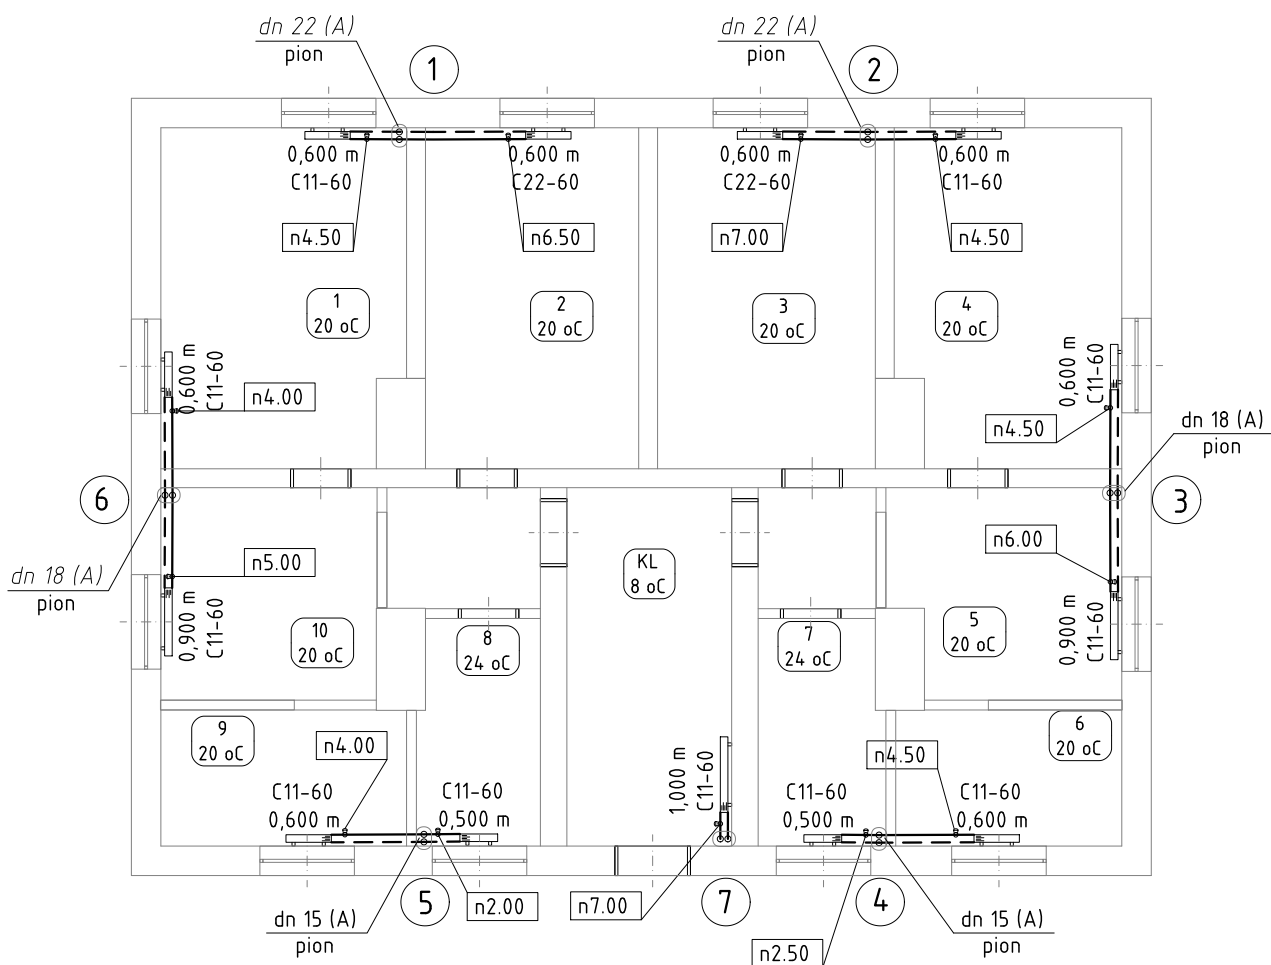 dn 22 (A)
pion
1
dn 22 (A)
pion
2
0,600 m
C11-60
0,600 m
C22-60
0,600 m
C22-60
0,600 m
C11-60
n4.50
n6.50
n7.00
n4.50
1
20 oC
2
20 oC
3
20 oC
4
20 oC
0,600 m
C11-60
n4.00
0,600 m
C11-60
n4.50
dn 18 (A)
pion
6
3
n5.00
n6.00
dn 18 (A)
pion
KL
8 oC
0,900 m
C11-60
10
20 oC
8
24 oC
7
24 oC
5
20 oC
0,900 m
C11-60
9
20 oC
6
20 oC
n4.00
n4.50
C11-60
0,600 m
C11-60
0,500 m
1,000 m
C11-60
C11-60
0,500 m
C11-60
0,600 m
dn 15 (A)
pion
5
n2.00
n7.00
7
4
dn 15 (A)
pion
n2.50